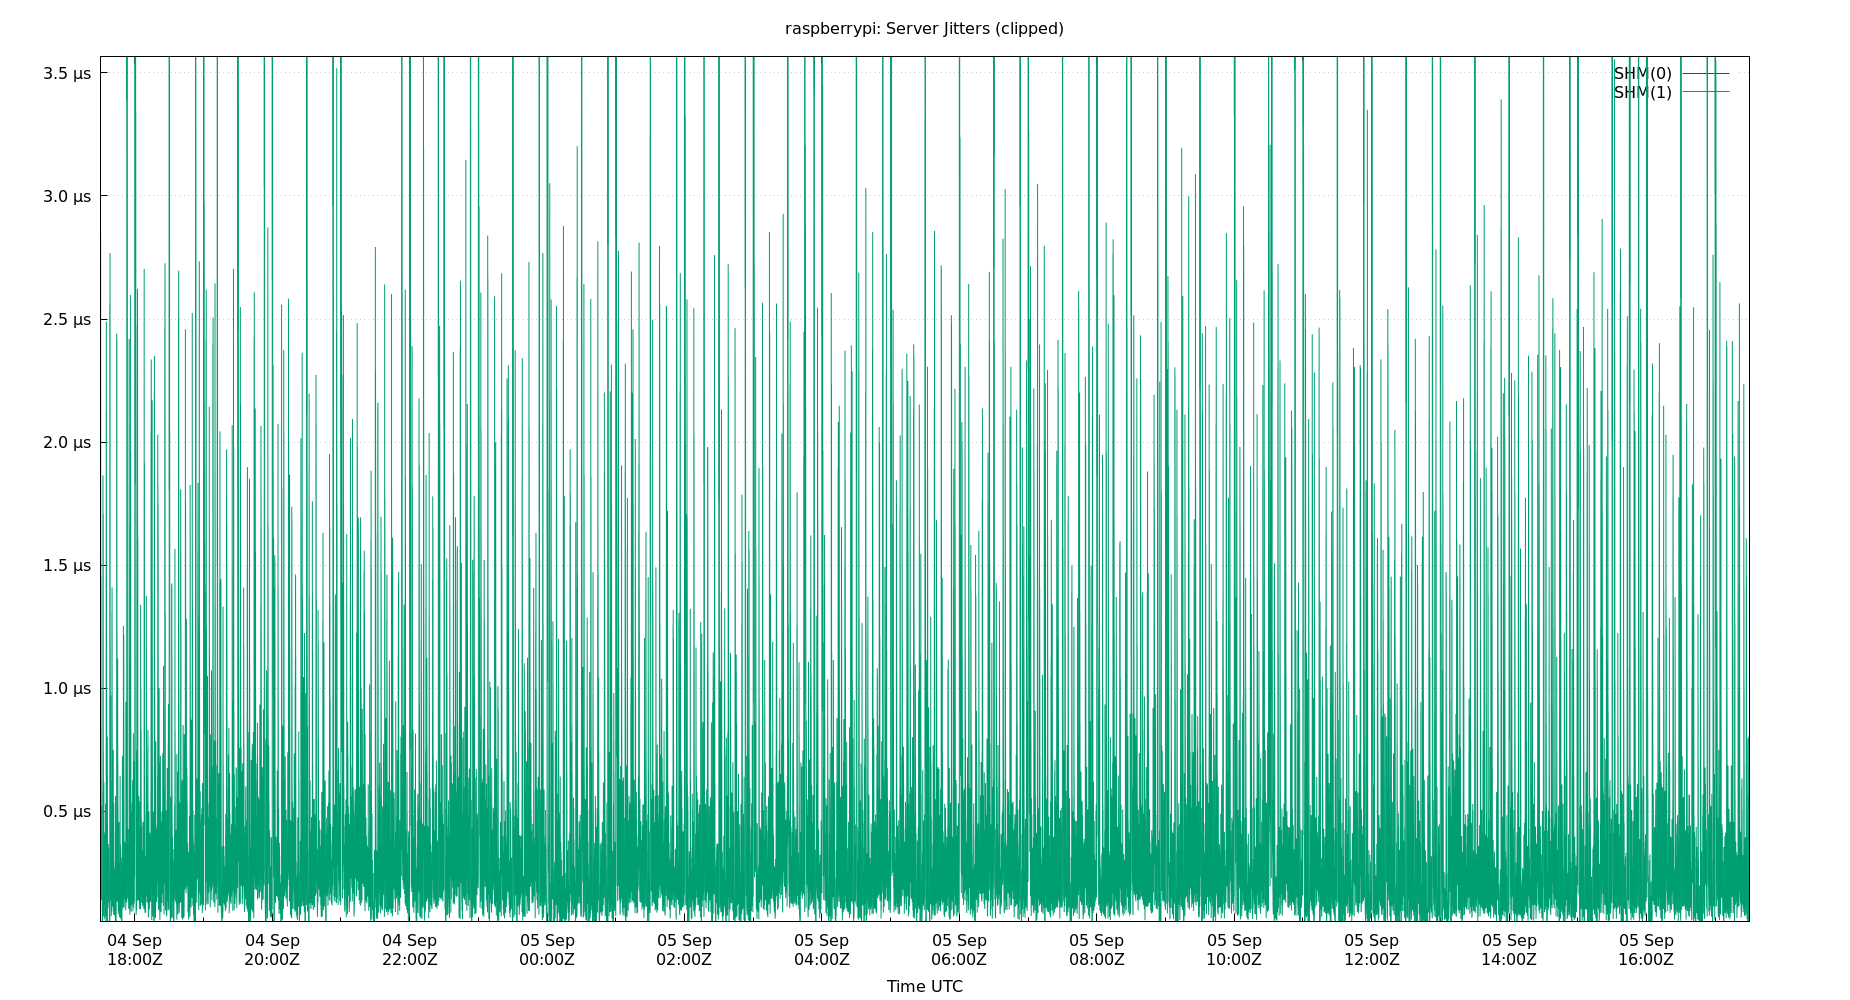 raspberrypi: Server Jitters (clipped)
SHM(0)
SHM(1)
3.5 µs
3.0 µs
2.5 µs
2.0 µs
1.5 µs
1.0 µs
0.5 µs
04 Sep 04 Sep 04 Sep 05 Sep 05 Sep 05 Sep 05 Sep 05 Sep 05 Sep 05 Sep 05 Sep 05 Sep
18:00Z 20:00Z 22:00Z 00:00Z 02:00Z 04:00Z 06:00Z 08:00Z 10:00Z 12:00Z 14:00Z 16:00Z
Time UTC